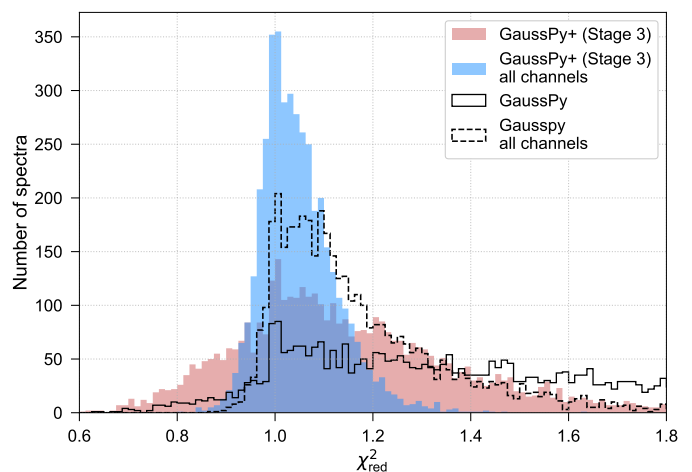 GaussPy+ (Stage 3)
GaussPy+ (Stage 3)
all channels
GaussPy
Gausspy
all channels
Number of spectra
350
300
250
200
150
100
50
0
0.6 0.8 1.0 1.2 1.4 1.6 1.8
χ²red